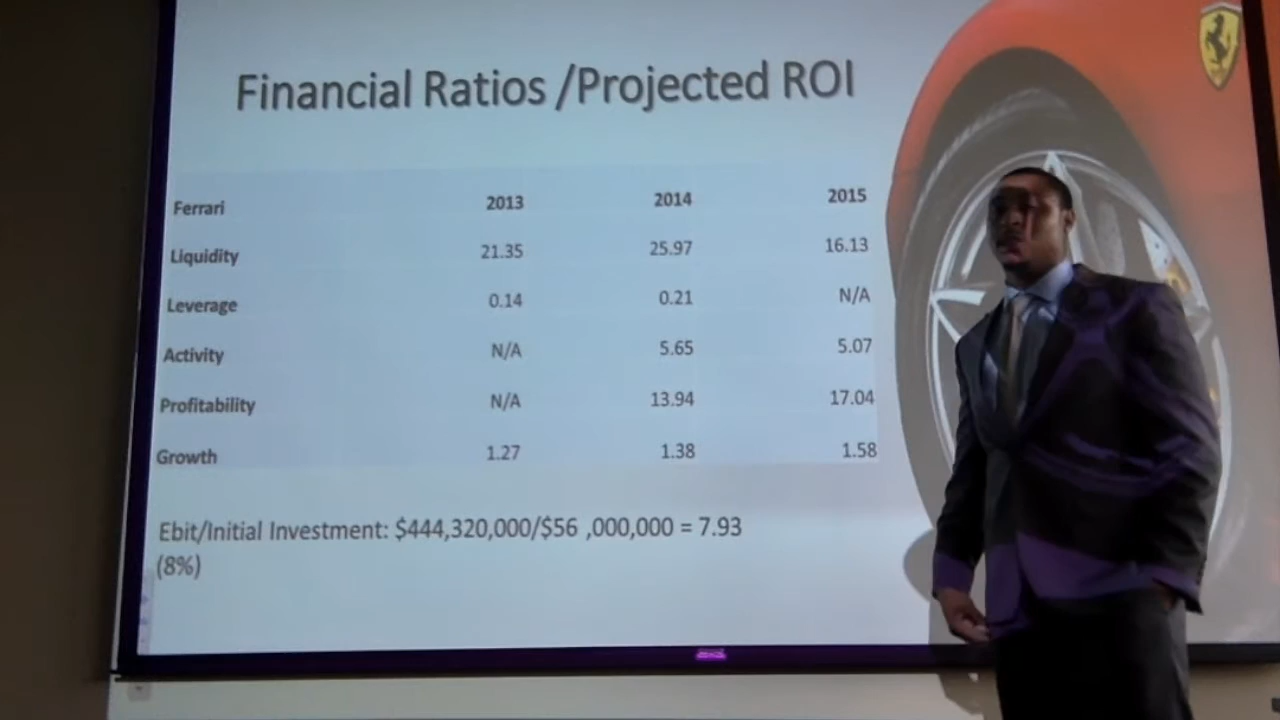 Financial Ratios /Projected ROI
Ferrari 2013 2014 2015
Liquidity 21.35 25.97 16.13
Leverage 0.14 0.21 N/A
Activity N/A 5.65 5.07
Profitability N/A 13.94 17.04
Growth 1.27 1.38 1.58
Ebit/Initial Investment: $444,320,000/$56 ,000,000 = 7.93
(8%)